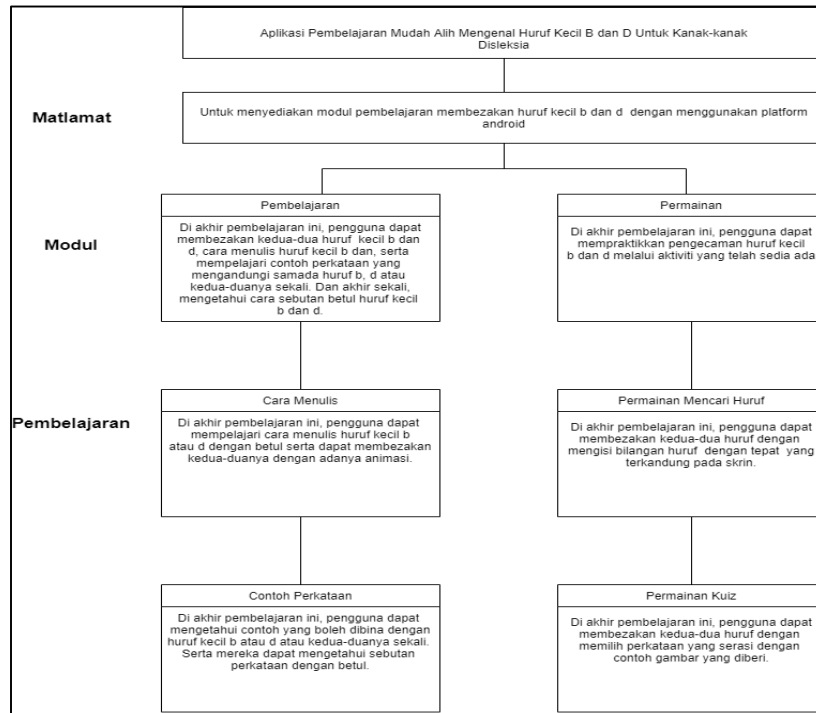 Aplikasi Pembelajaran Mudah Alih Mengenal Huruf Kecil B dan D Untuk Kanak-kanak
Disleksia
Matlamat
Untuk menyediakan modul pembelajaran membezakan huruf kecil b dan d dengan menggunakan platform
android
Modul
Pembelajaran
Di akhir pembelajaran ini, pengguna dapat
membezakan kedua-dua huruf kecil b dan
d, cara menulis huruf kecil b dan, serta
mempelajari contoh perkataan yang
mengandungi samada huruf b, d atau
kedua-duanya sekali. Dan akhir sekali,
mengetahui cara sebutan betul huruf kecil
b dan d.
Permainan
Di akhir pembelajaran ini, pengguna dapat
mempraktikkan pengecaman huruf kecil
b dan d melalui aktiviti yang telah sedia ada
Pembelajaran
Cara Menulis
Di akhir pembelajaran ini, pengguna dapat
mempelajari cara menulis huruf kecil b
atau d dengan betul serta dapat membezakan
kedua-duanya dengan adanya animasi.
Permainan Mencari Huruf
Di akhir pembelajaran ini, pengguna dapat
membezakan kedua-dua huruf dengan
mengisi bilangan huruf dengan tepat yang
terkandung pada skrin.
Contoh Perkataan
Di akhir pembelajaran ini, pengguna dapat
mengetahui contoh yang boleh dibina dengan
huruf kecil b atau d atau kedua-duanya sekali.
Serta mereka dapat mengetahui sebutan
perkataan dengan betul.
Permainan Kuiz
Di akhir pembelajaran ini, pengguna dapat
membezakan kedua-dua huruf dengan
memilih perkataan yang serasi dengan
contoh gambar yang diberi.